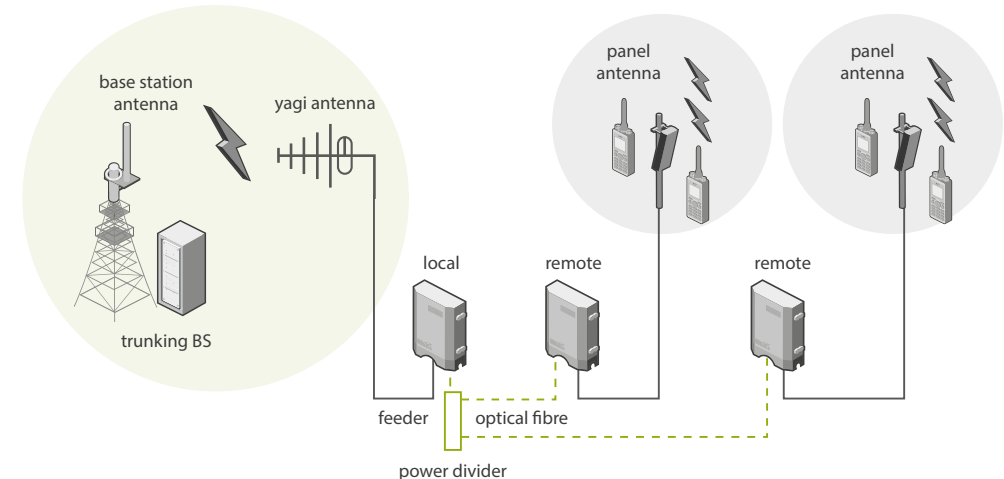 base station
antenna
yagi antenna
trunking BS
panel
antenna
panel
antenna
local
remote
remote
feeder
optical fibre
power divider